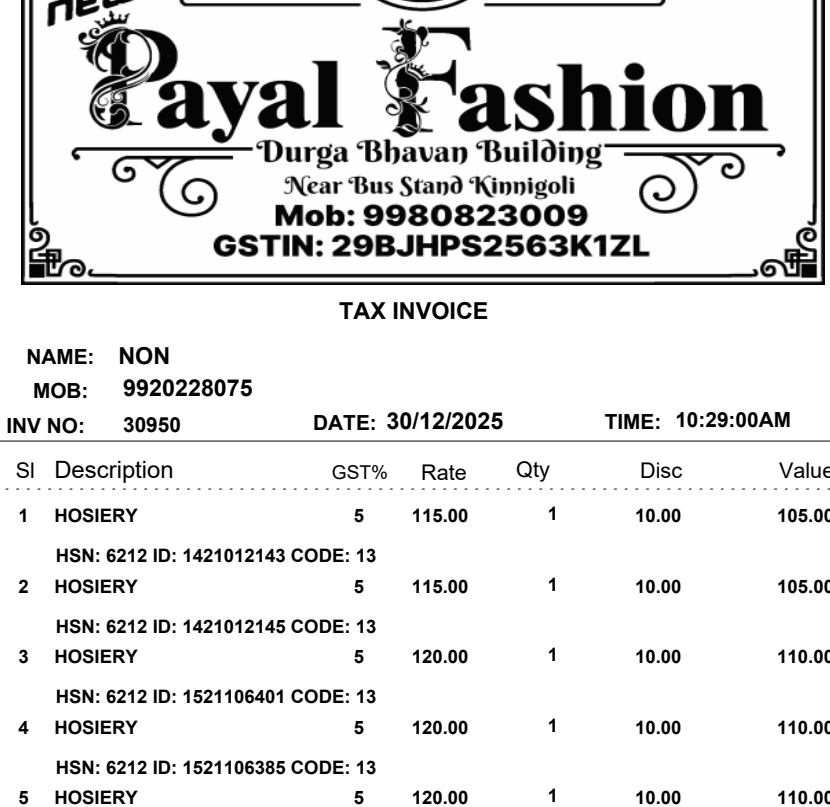 new
Payal Fashion
Durga Bhavan Building
Near Bus Stand Kinnigoli
Mob: 9980823009
GSTIN: 29BJHPS2563K1ZL
TAX INVOICE
NAME: NON
MOB: 9920228075
INV NO: 30950 DATE: 30/12/2025 TIME: 10:29:00AM
Sl Description GST% Rate Qty Disc Value
1 HOSIERY 5 115.00 1 10.00 105.00
HSN: 6212 ID: 1421012143 CODE: 13
2 HOSIERY 5 115.00 1 10.00 105.00
HSN: 6212 ID: 1421012145 CODE: 13
3 HOSIERY 5 120.00 1 10.00 110.00
HSN: 6212 ID: 1521106401 CODE: 13
4 HOSIERY 5 120.00 1 10.00 110.00
HSN: 6212 ID: 1521106385 CODE: 13
5 HOSIERY 5 120.00 1 10.00 110.00